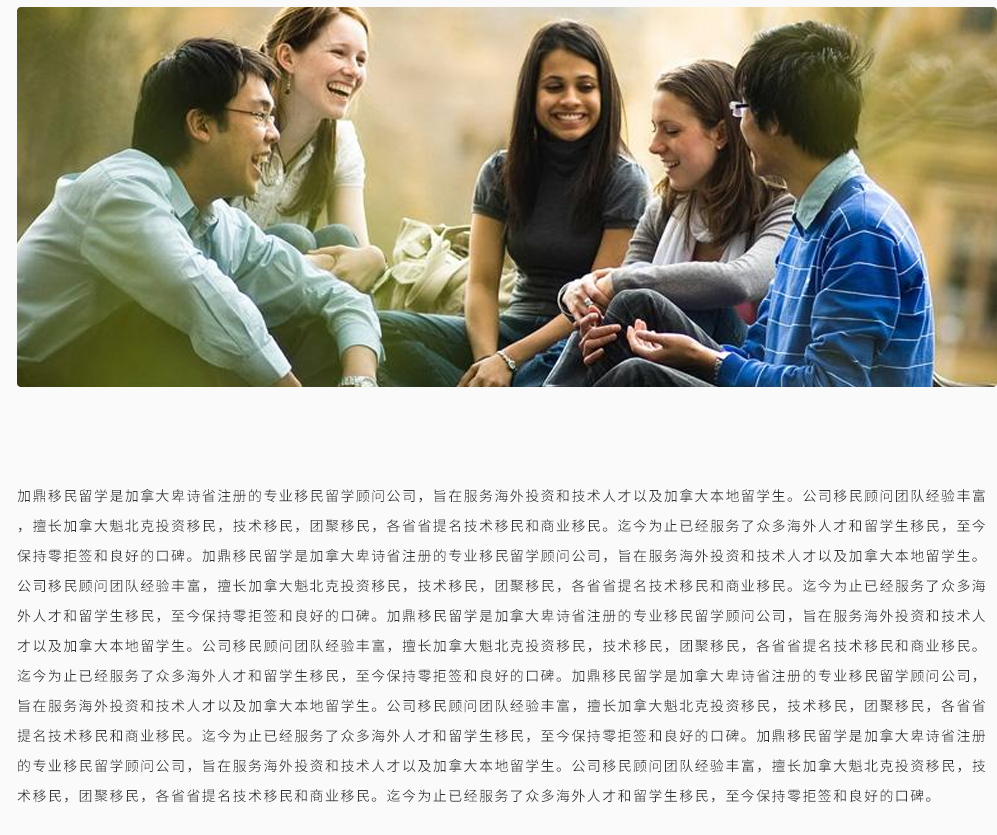 加鼎移民留学是加拿大卑诗省注册的专业移民留学顾问公司，旨在服务海外投资和技术人才以及加拿大本地留学生。公司移民顾问团队经验丰富
，擅长加拿大魁北克投资移民，技术移民，团聚移民，各省省提名技术移民和商业移民。迄今为止已经服务了众多海外人才和留学生移民，至今
保持零拒签和良好的口碑。加鼎移民留学是加拿大卑诗省注册的专业移民留学顾问公司，旨在服务海外投资和技术人才以及加拿大本地留学生。
公司移民顾问团队经验丰富，擅长加拿大魁北克投资移民，技术移民，团聚移民，各省省提名技术移民和商业移民。迄今为止已经服务了众多海
外人才和留学生移民，至今保持零拒签和良好的口碑。加鼎移民留学是加拿大卑诗省注册的专业移民留学顾问公司，旨在服务海外投资和技术人
才以及加拿大本地留学生。公司移民顾问团队经验丰富，擅长加拿大魁北克投资移民，技术移民，团聚移民，各省省提名技术移民和商业移民。
迄今为止已经服务了众多海外人才和留学生移民，至今保持零拒签和良好的口碑。加鼎移民留学是加拿大卑诗省注册的专业移民留学顾问公司，
旨在服务海外投资和技术人才以及加拿大本地留学生。公司移民顾问团队经验丰富，擅长加拿大魁北克投资移民，技术移民，团聚移民，各省省
提名技术移民和商业移民。迄今为止已经服务了众多海外人才和留学生移民，至今保持零拒签和良好的口碑。加鼎移民留学是加拿大卑诗省注册
的专业移民留学顾问公司，旨在服务海外投资和技术人才以及加拿大本地留学生。公司移民顾问团队经验丰富，擅长加拿大魁北克投资移民，技
术移民，团聚移民，各省省提名技术移民和商业移民。迄今为止已经服务了众多海外人才和留学生移民，至今保持零拒签和良好的口碑。